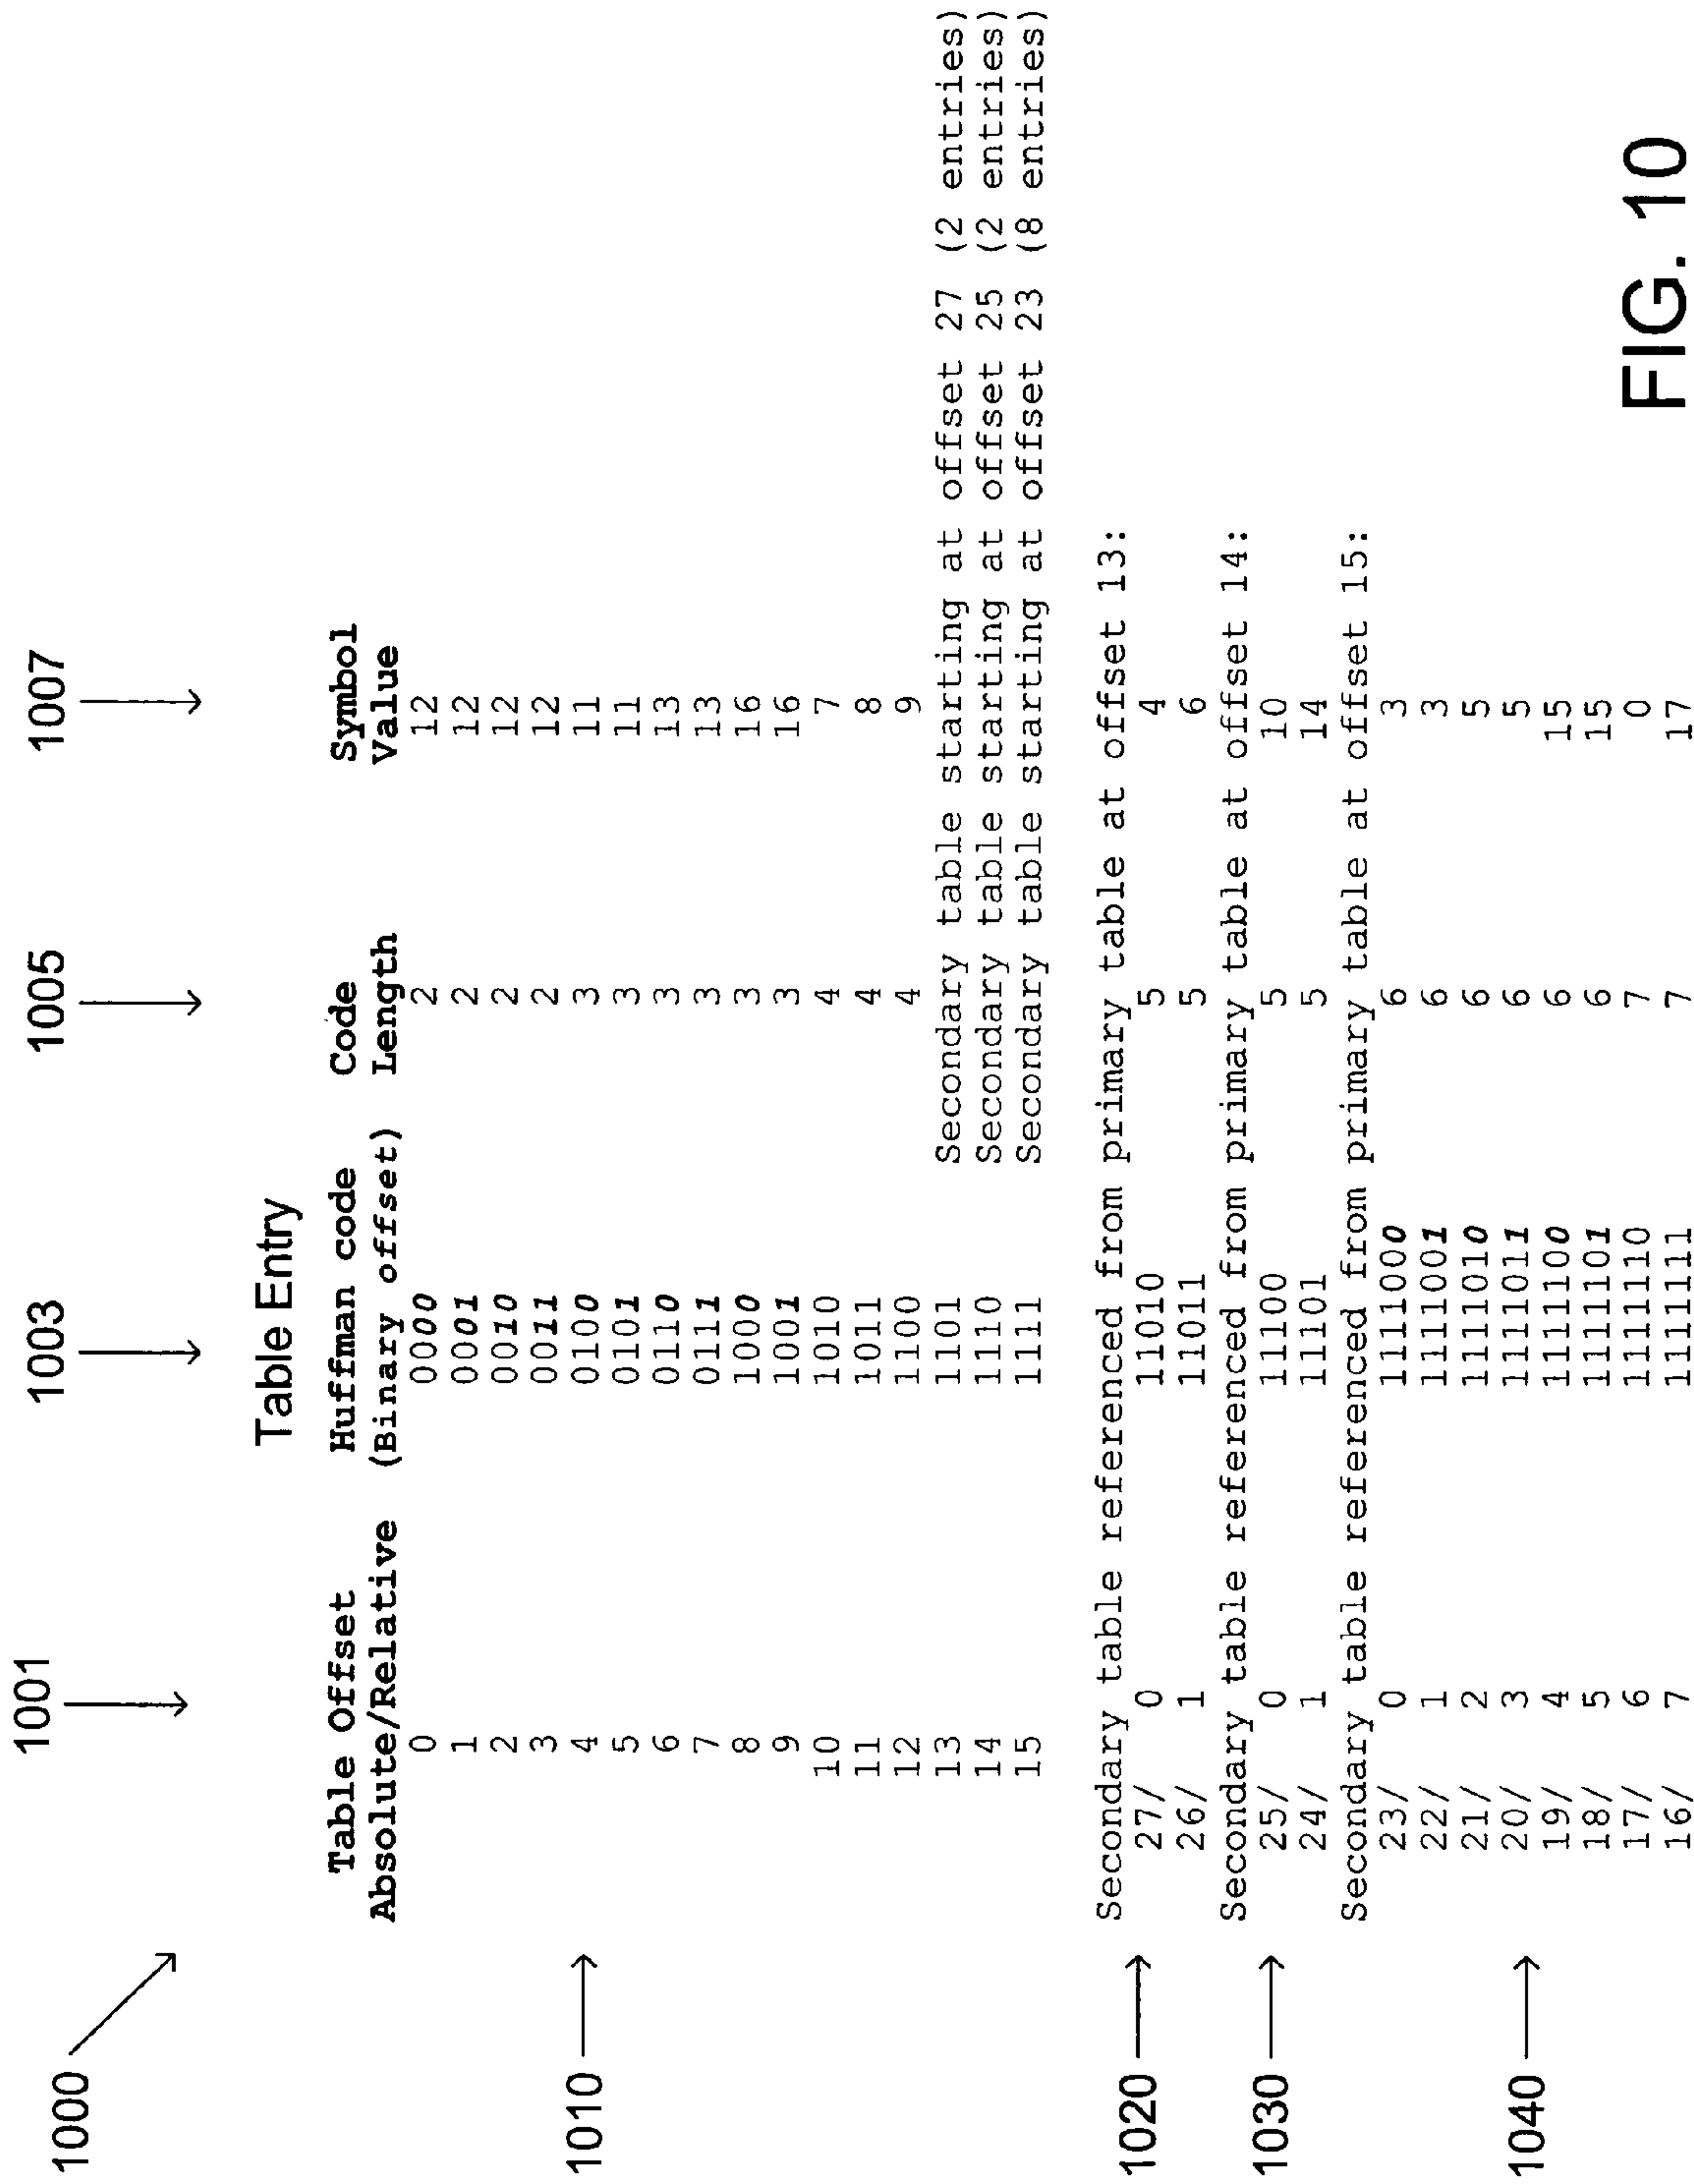 1000
1001 1003 1005 1007
Table Entry
Table Offset Huffman code Code Symbol
Absolute/Relative (Binary offset) Length Value
0 0000 2 12
1 0001 2 12
2 0010 2 12
3 0011 2 12
4 0100 3 11
5 0101 3 11
6 0110 3 13
7 0111 3 13
8 1000 3 16
9 1001 3 16
10 1010 4 7
11 1011 4 8
12 1100 4 9
13 1101 Secondary table starting at offset 27 (2 entries)
14 1110 Secondary table starting at offset 25 (2 entries)
15 1111 Secondary table starting at offset 23 (8 entries)
1010
Secondary table referenced from primary table at offset 13:
1020
27/ 0 11010 5 4
26/ 1 11011 5 6
Secondary table referenced from primary table at offset 14:
1030
25/ 0 11100 5 10
24/ 1 11101 5 14
Secondary table referenced from primary table at offset 15:
23/ 0 1111000 6 3
22/ 1 1111001 6 3
21/ 2 1111010 6 5
20/ 3 1111011 6 5
1040
19/ 4 1111100 6 15
18/ 5 1111101 6 15
17/ 6 1111110 7 0
16/ 7 1111111 7 17
FIG. 10